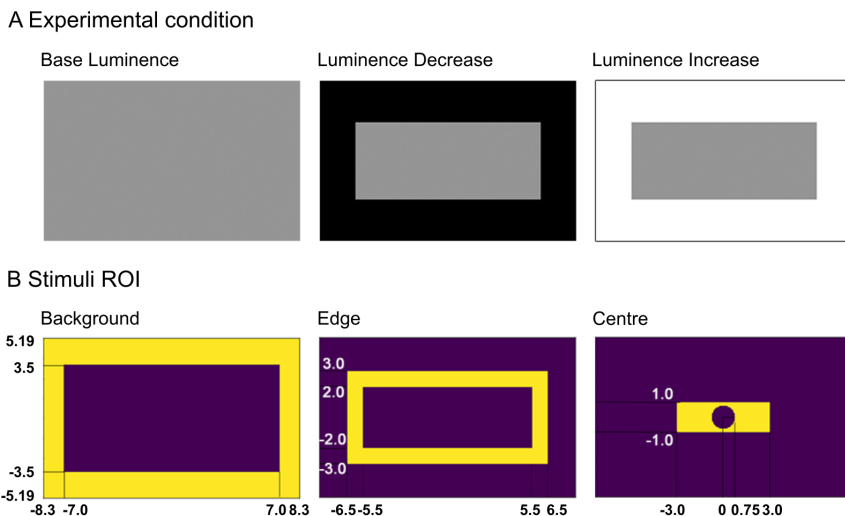 A Experimental condition
Base Luminence
Luminence Decrease
Luminence Increase
B Stimuli ROI
Background
Edge
Centre
5.19
3.5
-3.5
-5.19
-8.3 -7.0 7.0 8.3
3.0
2.0
-2.0
-3.0
-6.5 -5.5 5.5 6.5
1.0
-1.0
-3.0 0 0.75 3.0